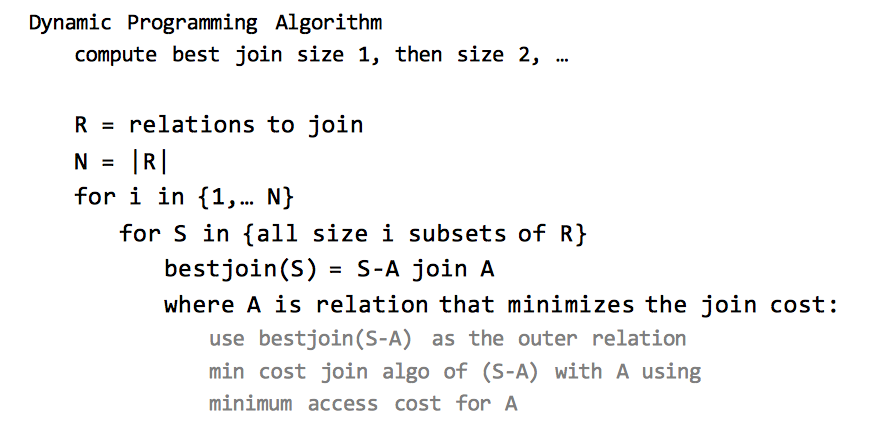 Dynamic Programming Algorithm
compute best join size 1, then size 2, …
R = relations to join
N = |R|
for i in {1,… N}
for S in {all size i subsets of R}
bestjoin(S) = S-A join A
where A is relation that minimizes the join cost:
use bestjoin(S-A) as the outer relation
min cost join algo of (S-A) with A using
minimum access cost for A